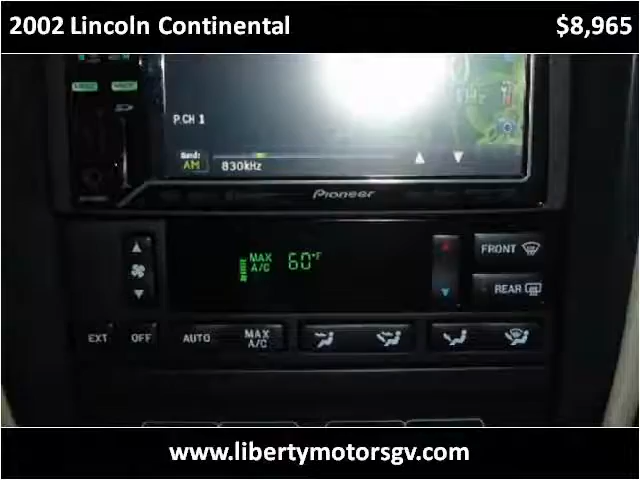 2002 Lincoln Continental $8,965
kHz
P.CH 1
Band:
AM 830kHz
Pioneer
MAX
A/C 60°F
FRONT
REAR
EXT OFF AUTO MAX
A/C
www.libertymotorsgv.com